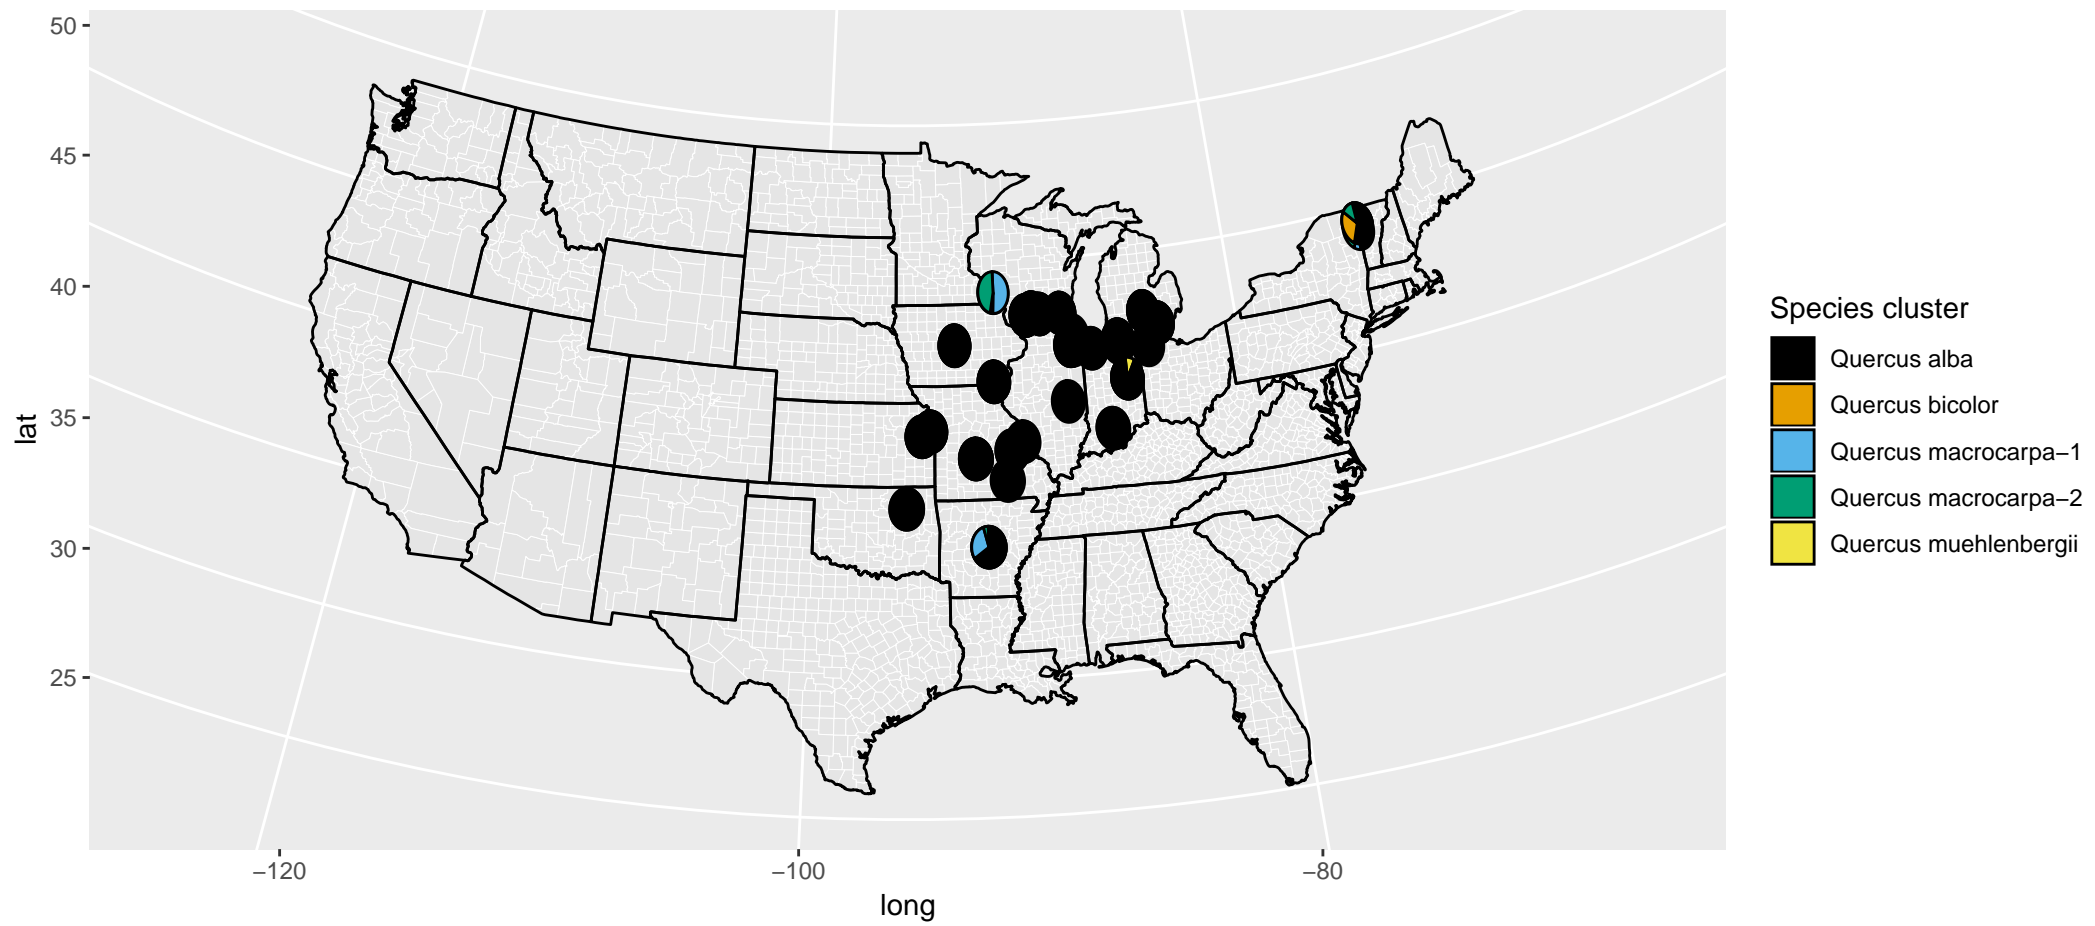 50
45
40
35
30
25
lat
−120
−100
−80
long
Species cluster
Quercus alba
Quercus bicolor
Quercus macrocarpa−1
Quercus macrocarpa−2
Quercus muehlenbergii